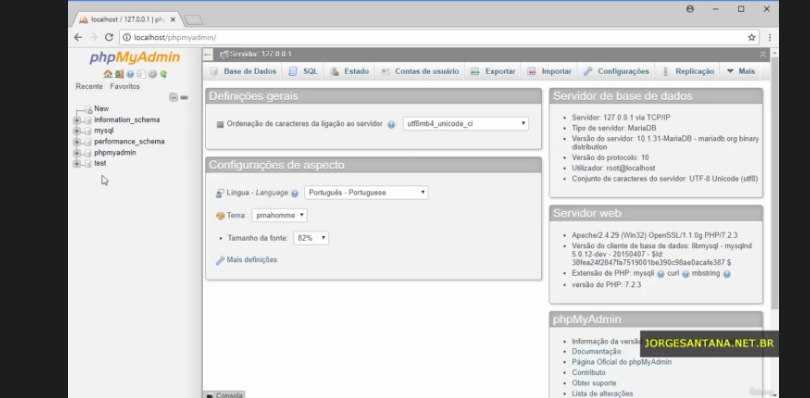 localhost / 127.0.0.1 | ph
localhost/phpmyadmin/
phpMyAdmin
Recente Favoritos
New
information_schema
mysql
performance_schema
phpmyadmin
test
Servidor: 127.0.0.1
Base de Dados SQL Estado Contas de usuário Exportar Importar Configurações Replicação Mais
Definições gerais
Ordenação de caracteres da ligação ao servidor utf8mb4_unicode_ci
Configurações de aspecto
Língua - Language Português - Portuguese
Tema: pmahomme
Tamanho da fonte: 82%
Mais definições
Servidor de base de dados
Servidor: 127.0.0.1 via TCP/IP
Tipo de servidor: MariaDB
Versão do servidor: 10.1.31-MariaDB - mariadb.org binary
distribution
Versão do protocolo: 10
Utilizador: root@localhost
Conjunto de caracteres do servidor: UTF-8 Unicode (utf8)
Servidor web
Apache/2.4.29 (Win32) OpenSSL/1.1.0g PHP/7.2.3
Versão do cliente de base de dados: libmysql - mysqlnd
5.0.12-dev - 20150407 - $Id:
38fea24f2847fa7519001be390c98ae0acafe387 $
Extensão de PHP: mysqli curl mbstring
versão do PHP: 7.2.3
phpMyAdmin
Informação da versão
JORGESANTANA.NET.BR
Documentação
Página Oficial do phpMyAdmin
Contributo
Obter suporte
Lista de alterações
Consola
Udemy